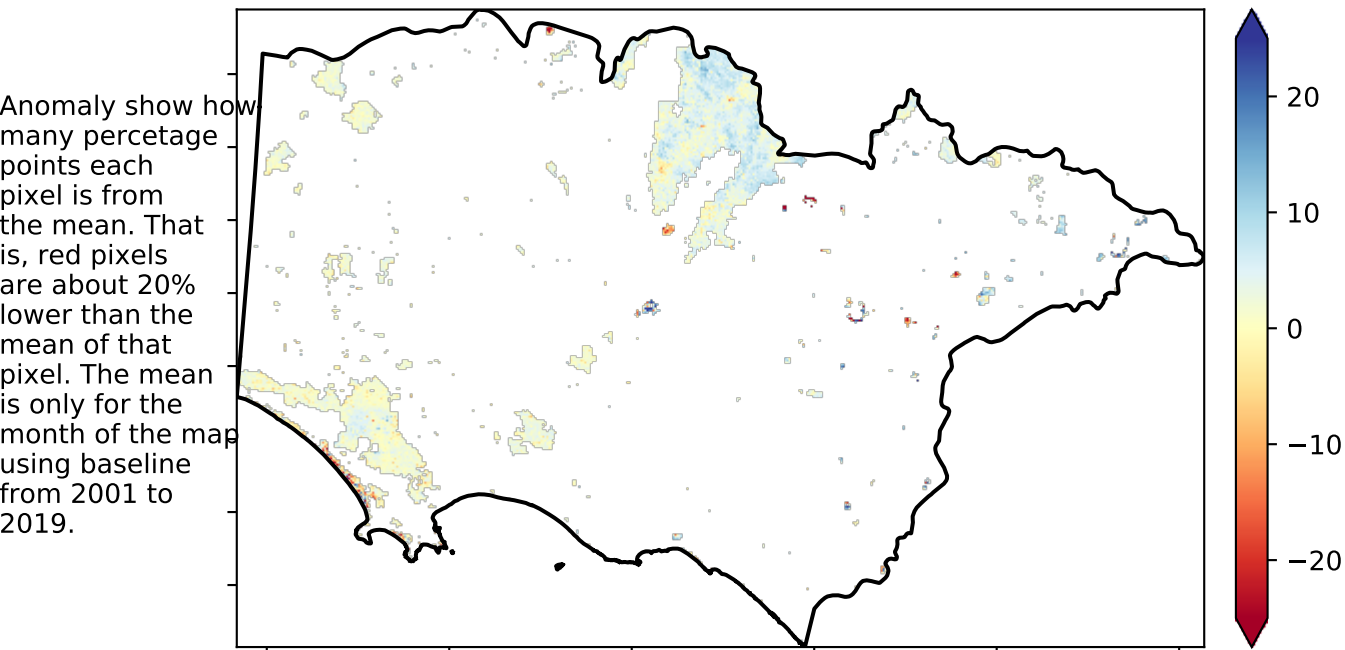 Anomaly show how
many percetage
points each
pixel is from
the mean. That
is, red pixels
are about 20%
lower than the
mean of that
pixel. The mean
is only for the
month of the map
using baseline
from 2001 to
2019.
20
10
0
−10
−20